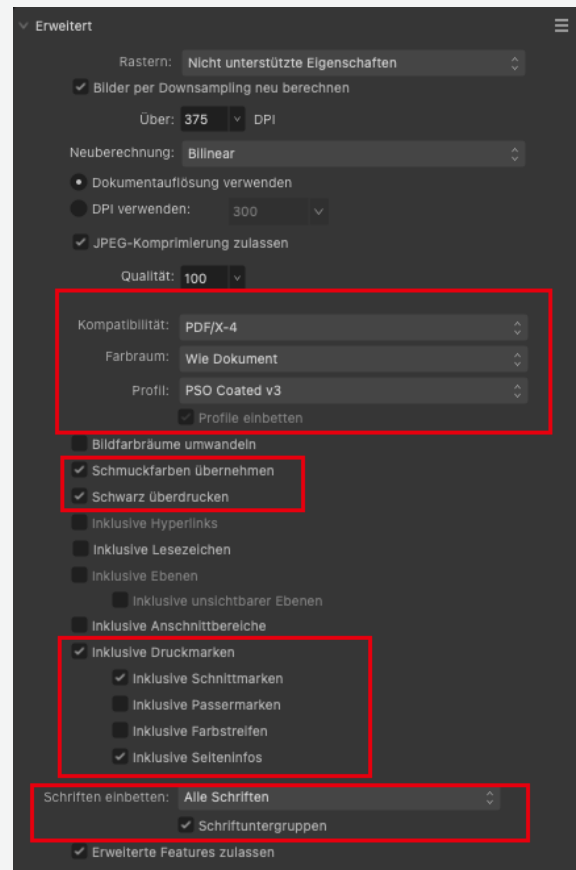 Erweitert
Rastern: Nicht unterstützte Eigenschaften
Bilder per Downsampling neu berechnen
Über: 375 DPI
Neuberechnung: Bilinear
Dokumentauflösung verwenden
DPI verwenden: 300
JPEG-Komprimierung zulassen
Qualität: 100
Kompatibilität: PDF/X-4
Farbraum: Wie Dokument
Profil: PSO Coated v3
Profile einbetten
Bildfarbräume umwandeln
Schmuckfarben übernehmen
Schwarz überdrucken
Inklusive Hyperlinks
Inklusive Lesezeichen
Inklusive Ebenen
Inklusive unsichtbarer Ebenen
Inklusive Anschnittbereiche
Inklusive Druckmarken
Inklusive Schnittmarken
Inklusive Passermarken
Inklusive Farbstreifen
Inklusive Seiteninfos
Schriften einbetten: Alle Schriften
Schriftuntergruppen
Erweiterte Features zulassen